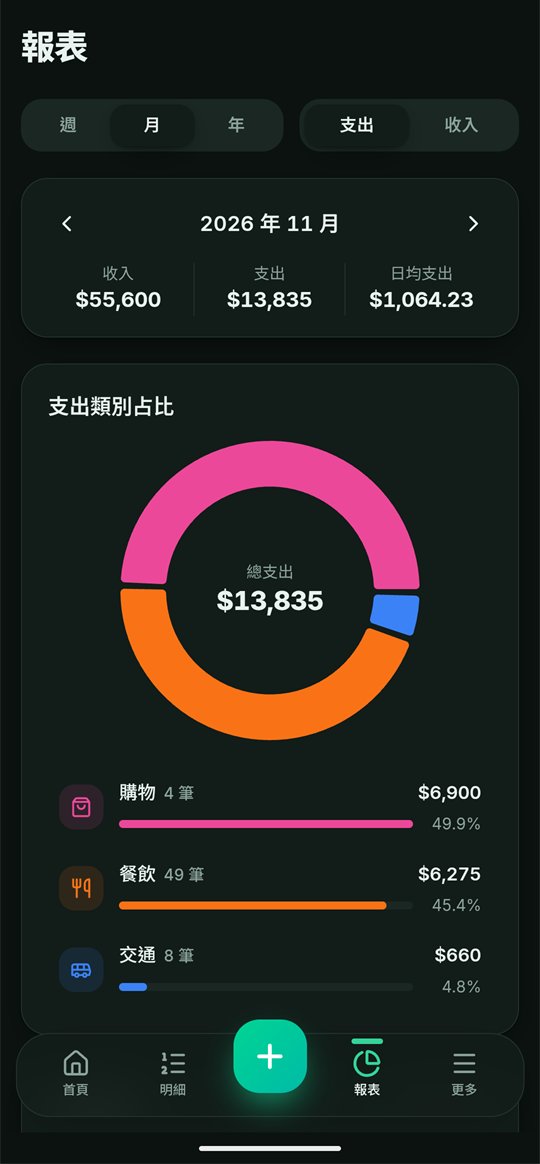 報表
週 月 年 支出 收入
2026 年 11 月
收入 支出 日均支出
$55,600 $13,835 $1,064.23
支出類別占比
總支出
$13,835
購物 4 筆 $6,900
49.9%
餐飲 49 筆 $6,275
45.4%
交通 8 筆 $660
4.8%
首頁 明細 報表 更多